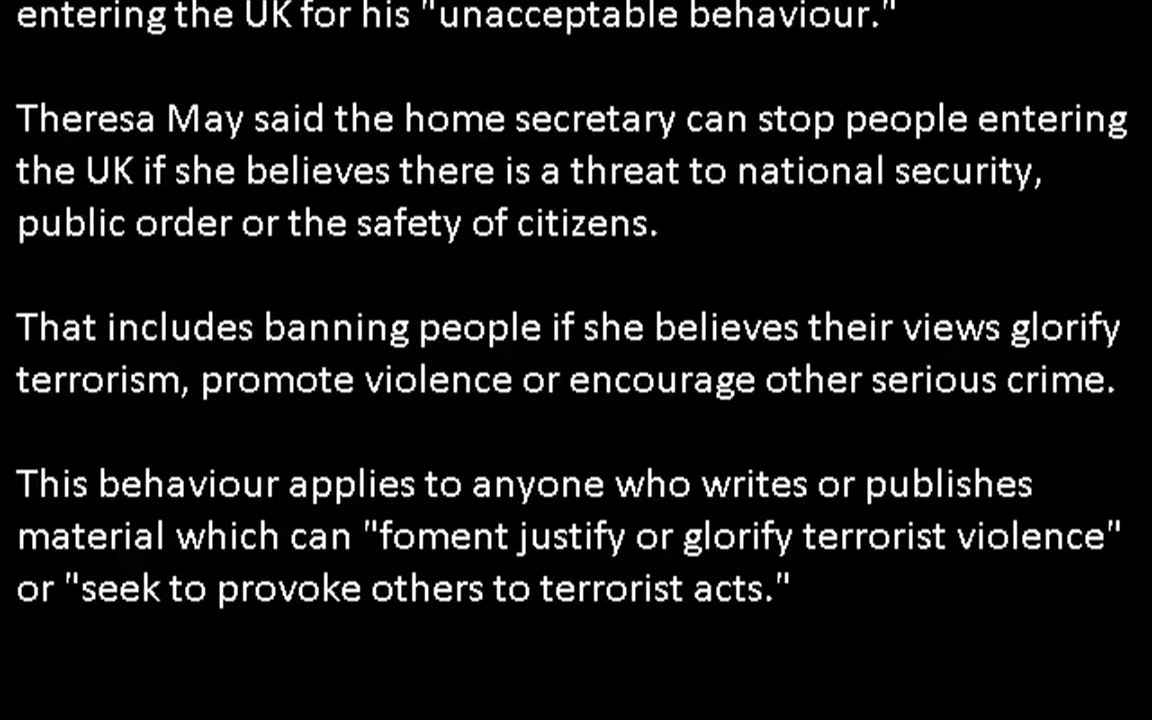 entering the UK for his "unacceptable behaviour."
Theresa May said the home secretary can stop people entering
the UK if she believes there is a threat to national security,
public order or the safety of citizens.
That includes banning people if she believes their views glorify
terrorism, promote violence or encourage other serious crime.
This behaviour applies to anyone who writes or publishes
material which can "foment justify or glorify terrorist violence"
or "seek to provoke others to terrorist acts."